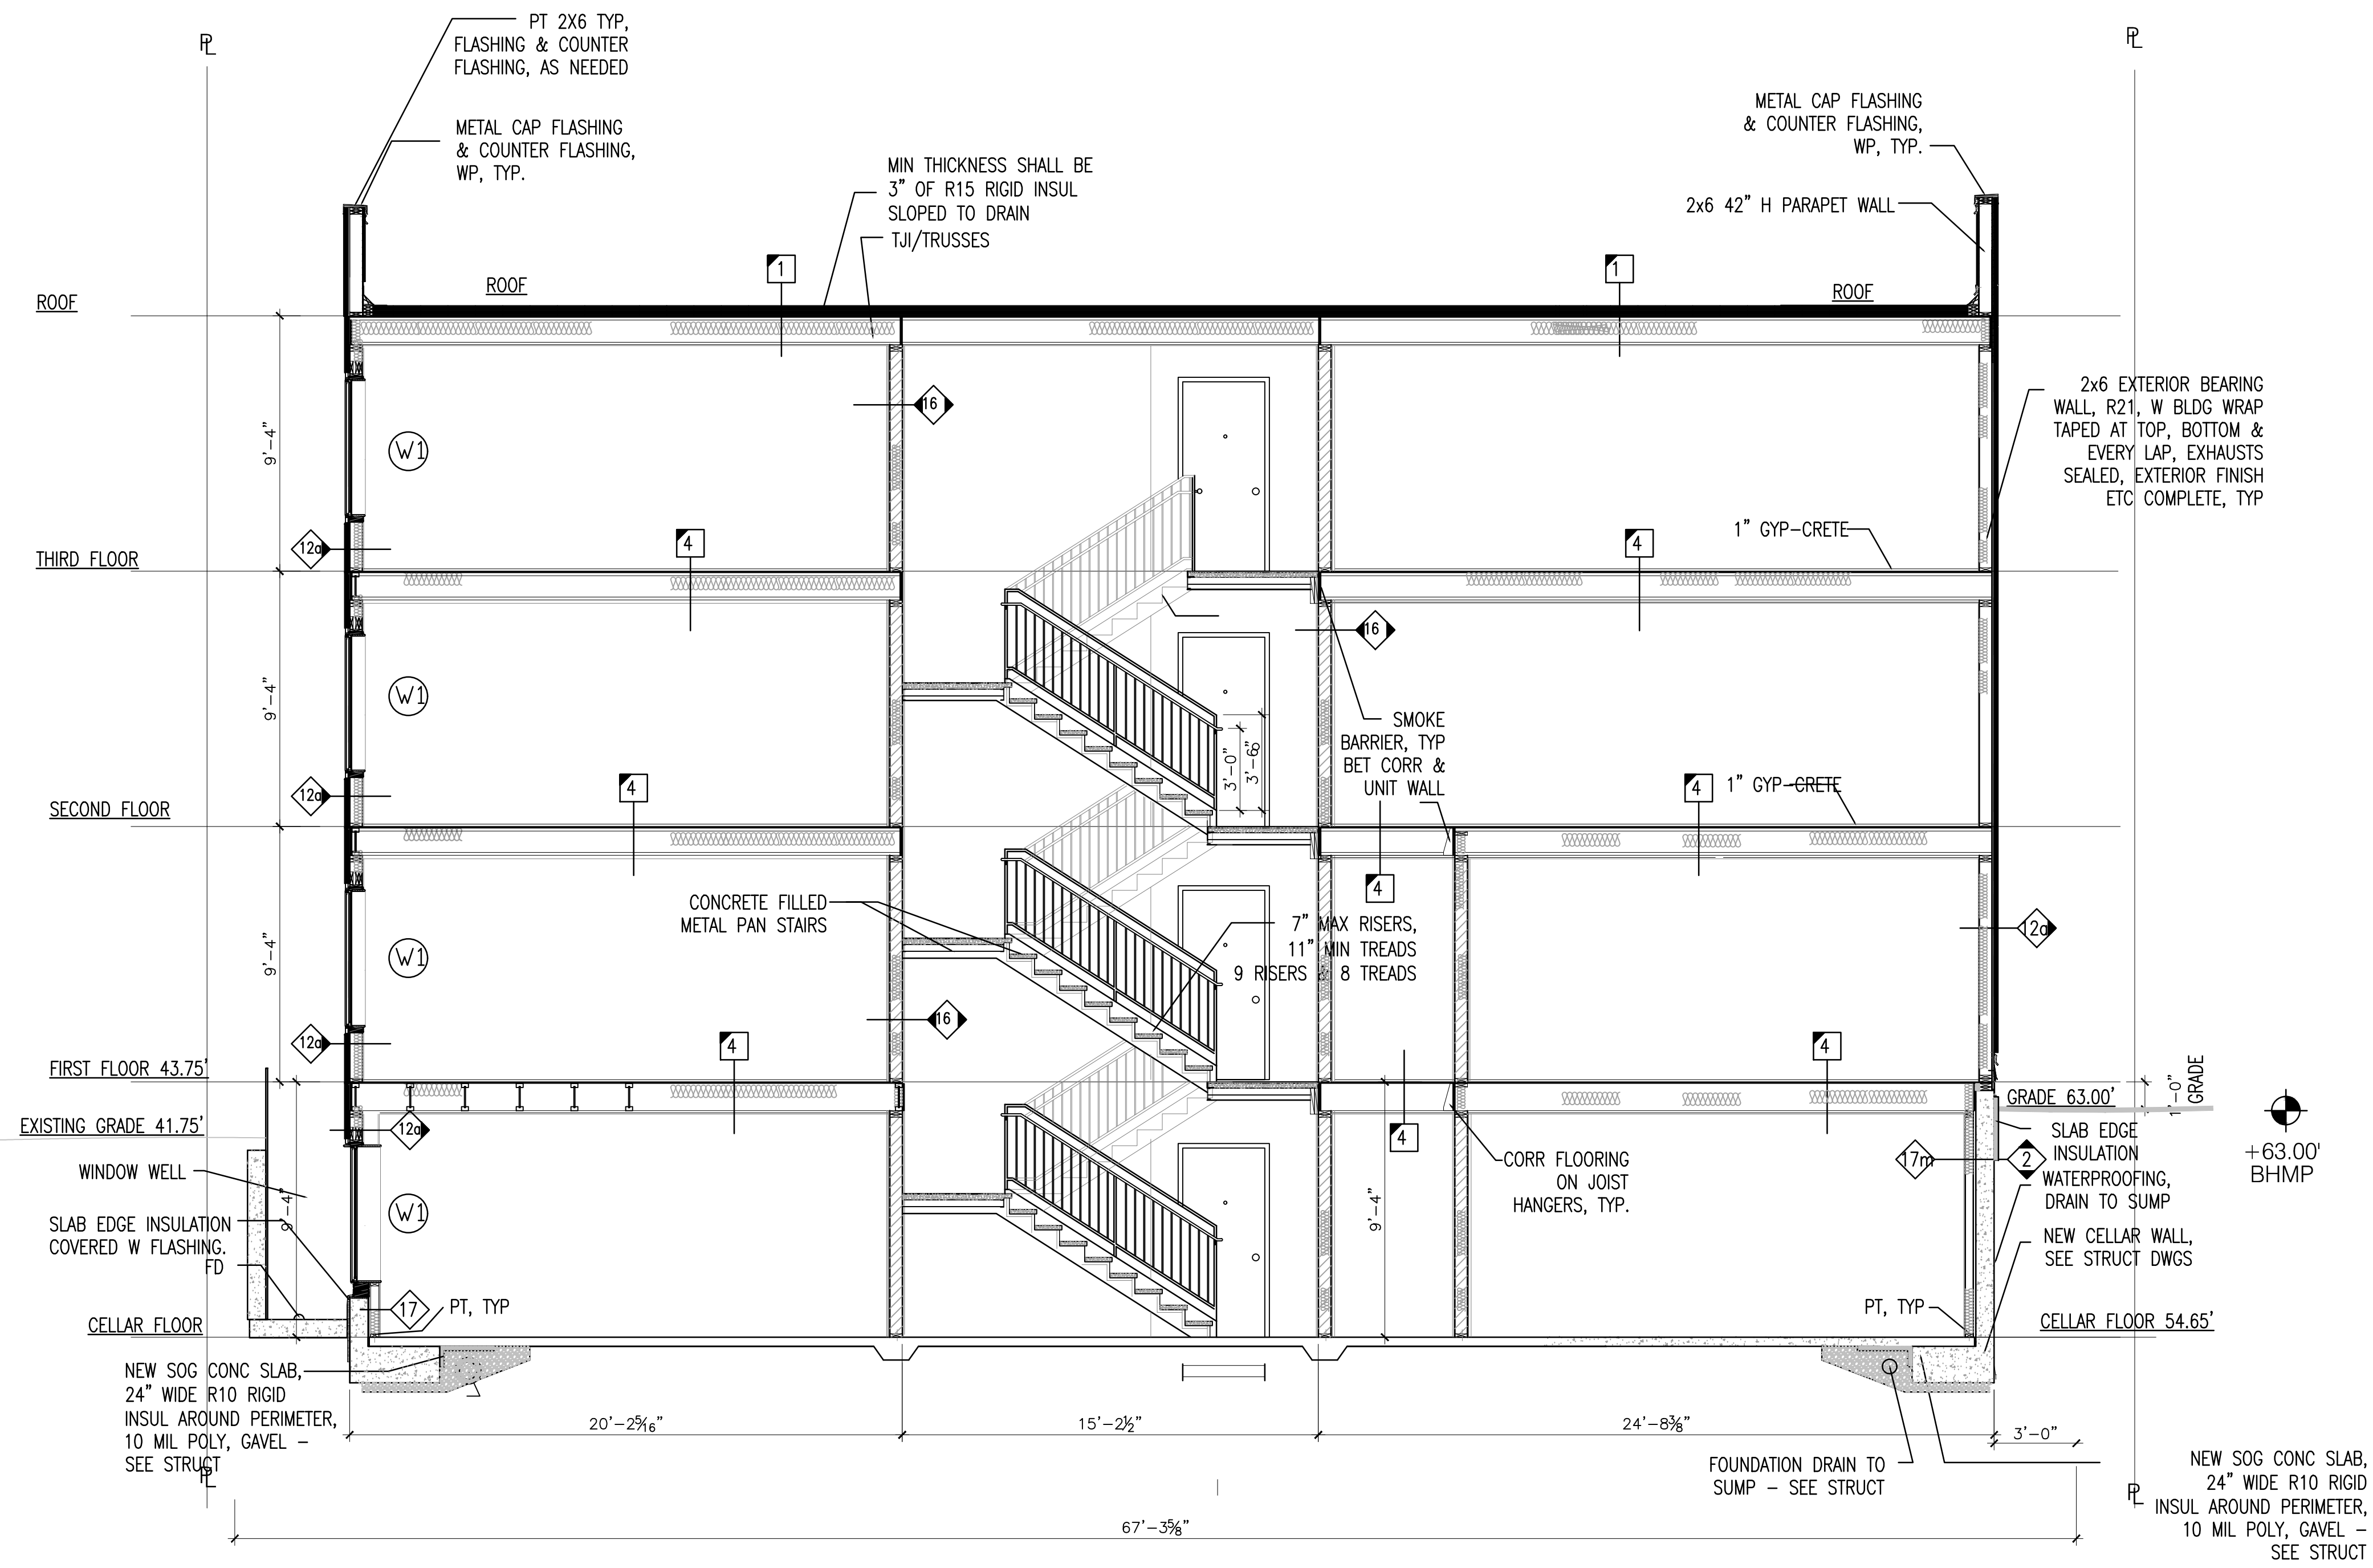 PL
PT 2X6 TYP,
FLASHING & COUNTER
FLASHING, AS NEEDED
PL
METAL CAP FLASHING
& COUNTER FLASHING,
WP, TYP.
METAL CAP FLASHING
& COUNTER FLASHING,
WP, TYP.
MIN THICKNESS SHALL BE
3" OF R15 RIGID INSUL
SLOPED TO DRAIN
TJI/TRUSSES
2x6 42" H PARAPET WALL
1
1
ROOF
ROOF
ROOF
2x6 EXTERIOR BEARING
WALL, R21, W BLDG WRAP
TAPED AT TOP, BOTTOM &
EVERY LAP, EXHAUSTS
SEALED, EXTERIOR FINISH
ETC COMPLETE, TYP
16
9'-4"
W1
1" GYP-CRETE
12a
4
4
THIRD FLOOR
16
9'-4"
W1
SMOKE
BARRIER, TYP
BET CORR &
UNIT WALL
3'-0"
3'-6"
12a
4
4
1" GYP-CRETE
SECOND FLOOR
4
CONCRETE FILLED
METAL PAN STAIRS
7" MAX RISERS,
11" MIN TREADS
9 RISERS & 8 TREADS
12a
9'-4"
W1
16
12a
4
4
FIRST FLOOR 43.75'
GRADE 63.00'
1'-0"
GRADE
EXISTING GRADE 41.75'
12a
4
SLAB EDGE
INSULATION
+63.00'
BHMP
WINDOW WELL
CORR FLOORING
ON JOIST
HANGERS, TYP.
17m
2
WATERPROOFING,
DRAIN TO SUMP
9'-4"
W1
9'-4"
SLAB EDGE INSULATION
COVERED W FLASHING.
FD
NEW CELLAR WALL,
SEE STRUCT DWGS
17
PT, TYP
PT, TYP
CELLAR FLOOR
CELLAR FLOOR 54.65'
NEW SOG CONC SLAB,
24" WIDE R10 RIGID
INSUL AROUND PERIMETER,
10 MIL POLY, GAVEL –
SEE STRUCT
PL
20'-2 5/16"
15'-2 1/2"
24'-8 3/8"
3'-0"
FOUNDATION DRAIN TO
SUMP – SEE STRUCT
PL
NEW SOG CONC SLAB,
24" WIDE R10 RIGID
INSUL AROUND PERIMETER,
10 MIL POLY, GAVEL –
SEE STRUCT
67'-3 5/8"